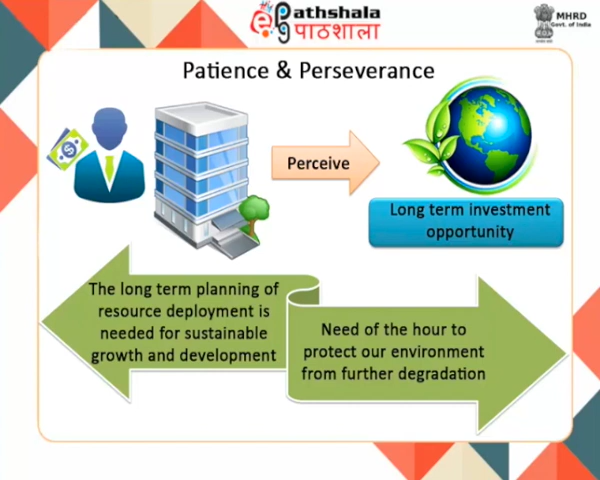 e Pathshala
पाठशाला
MHRD
Govt. of India
Patience & Perseverance
Perceive
Long term investment
opportunity
The long term planning of
resource deployment is
needed for sustainable
growth and development
Need of the hour to
protect our environment
from further degradation